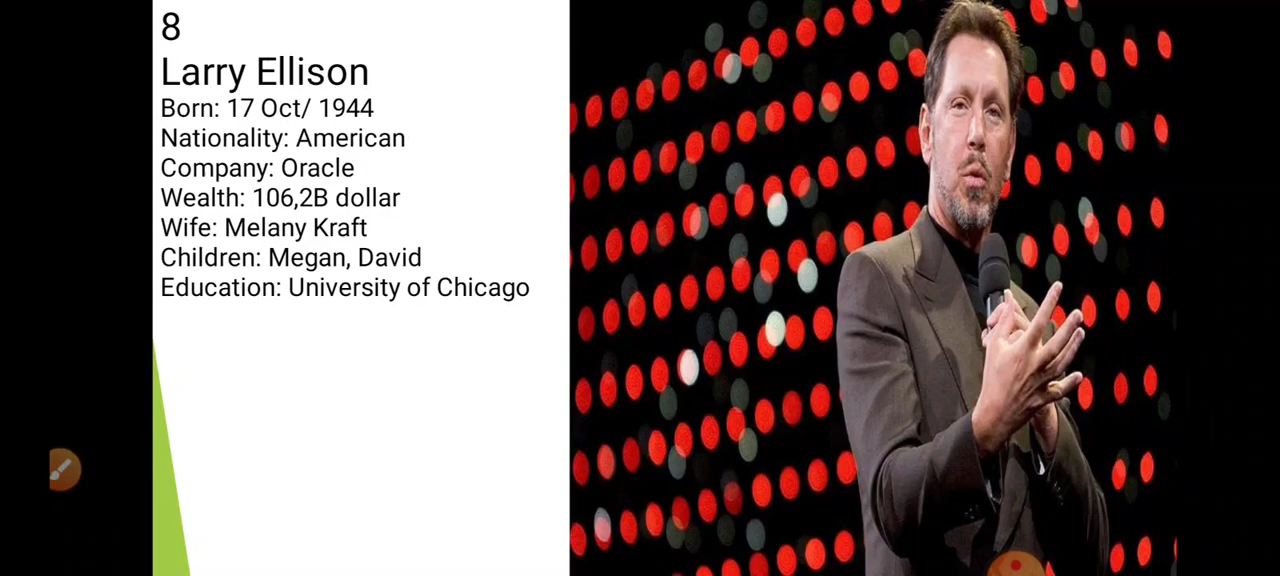 8
Larry Ellison
Born: 17 Oct/ 1944
Nationality: American
Company: Oracle
Wealth: 106,2B dollar
Wife: Melany Kraft
Children: Megan, David
Education: University of Chicago